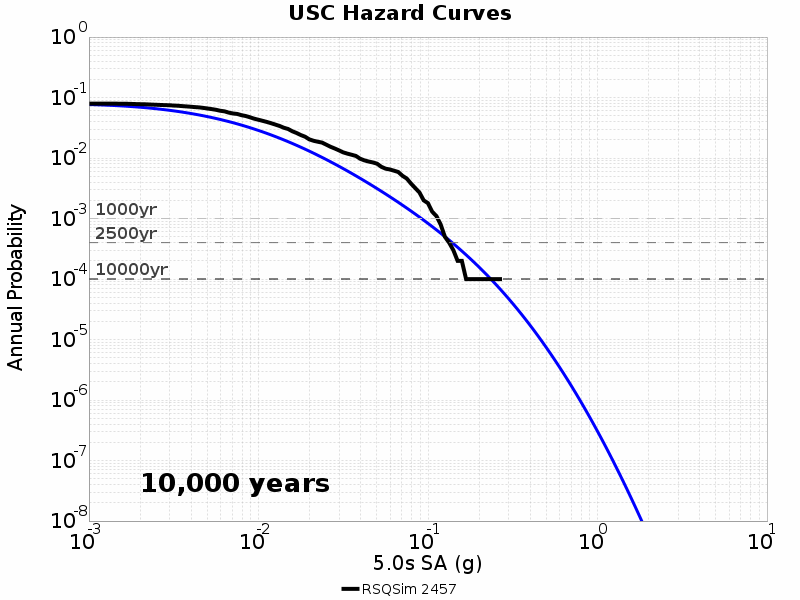 USC Hazard Curves
10^0
10^-1
10^-2
10^-3
10^-4
10^-5
10^-6
10^-7
10^-8
Annual Probability
1000yr
2500yr
10000yr
10,000 years
10^-3 10^-2 10^-1 10^0 10^1
5.0s SA (g)
RSQSim 2457